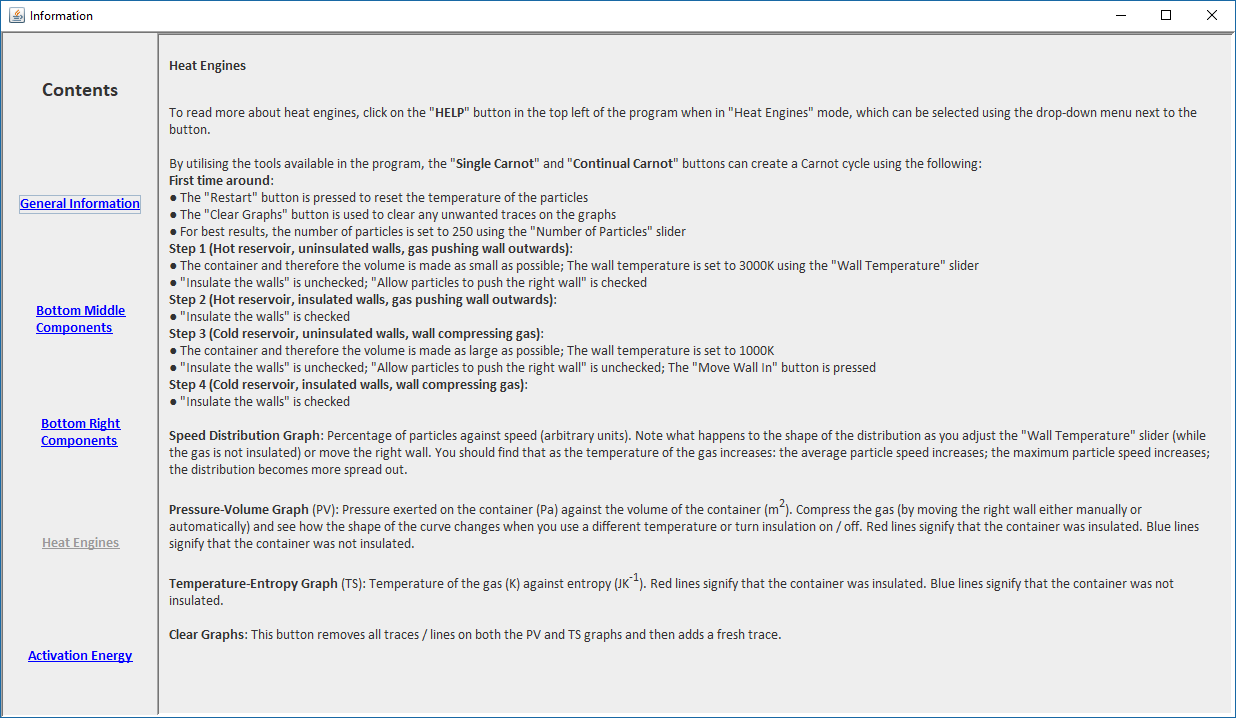 Information
Contents
General Information
Bottom Middle
Components
Bottom Right
Components
Heat Engines
Activation Energy
Heat Engines
To read more about heat engines, click on the "HELP" button in the top left of the program when in "Heat Engines" mode, which can be selected using the drop-down menu next to the
button.
By utilising the tools available in the program, the "Single Carnot" and "Continual Carnot" buttons can create a Carnot cycle using the following:
First time around:
● The "Restart" button is pressed to reset the temperature of the particles
● The "Clear Graphs" button is used to clear any unwanted traces on the graphs
● For best results, the number of particles is set to 250 using the "Number of Particles" slider
Step 1 (Hot reservoir, uninsulated walls, gas pushing wall outwards):
● The container and therefore the volume is made as small as possible; The wall temperature is set to 3000K using the "Wall Temperature" slider
● "Insulate the walls" is unchecked; "Allow particles to push the right wall" is checked
Step 2 (Hot reservoir, insulated walls, gas pushing wall outwards):
● "Insulate the walls" is checked
Step 3 (Cold reservoir, uninsulated walls, wall compressing gas):
● The container and therefore the volume is made as large as possible; The wall temperature is set to 1000K
● "Insulate the walls" is unchecked; "Allow particles to push the right wall" is unchecked; The "Move Wall In" button is pressed
Step 4 (Cold reservoir, insulated walls, wall compressing gas):
● "Insulate the walls" is checked
Speed Distribution Graph: Percentage of particles against speed (arbitrary units). Note what happens to the shape of the distribution as you adjust the "Wall Temperature" slider (while
the gas is not insulated) or move the right wall. You should find that as the temperature of the gas increases: the average particle speed increases; the maximum particle speed increases;
the distribution becomes more spread out.
Pressure-Volume Graph (PV): Pressure exerted on the container (Pa) against the volume of the container (m²). Compress the gas (by moving the right wall either manually or
automatically) and see how the shape of the curve changes when you use a different temperature or turn insulation on / off. Red lines signify that the container was insulated. Blue lines
signify that the container was not insulated.
Temperature-Entropy Graph (TS): Temperature of the gas (K) against entropy (JK⁻¹). Red lines signify that the container was insulated. Blue lines signify that the container was not
insulated.
Clear Graphs: This button removes all traces / lines on both the PV and TS graphs and then adds a fresh trace.